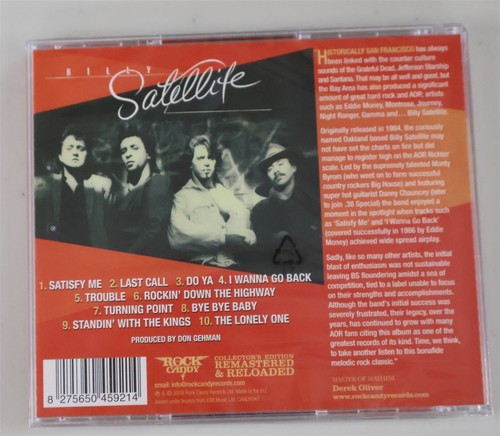 BILLY
Satellite
HISTORICALLY SAN FRANCISCO has always
been linked with the counter culture
sounds of the Grateful Dead, Jefferson Starship
and Santana. That may be all well and good, but
the Bay Area has also produced a significant
amount of great hard rock and AOR; artists
such as Eddie Money, Montrose, Journey,
Night Ranger, Gamma and... Billy Satellite.
Originally released in 1984, the curiously
named Oakland based Billy Satellite may
not have set the charts on fire but did
manage to register high on the AOR Richter
scale. Led by the supremely talented Monty
Byrom (who went on to form successful
country rockers Big House) and featuring
super hot guitarist Danny Chauncey (later
to join .38 Special) the band enjoyed a
moment in the spotlight when tracks such
as 'Satisfy Me' and 'I Wanna Go Back'
(covered successfully in 1986 by Eddie
Money) achieved wide spread airplay.
Sadly, like so many other artists, the initial
blast of enthusiasm was not sustainable
leaving BS floundering amidst a sea of
competition, tied to a label unable to focus
on their strengths and accomplishments.
Although the band's initial success was
severely frustrated, their legacy, over the
years, has continued to grow with many
AOR fans citing this album as one of the
greatest records of its kind. Time, we think,
to take another listen to this bonafide
melodic rock classic.
MASTER OF MAYHEM
Derek Oliver
www.rockcandyrecords.com
1. SATISFY ME 2. LAST CALL 3. DO YA 4. I WANNA GO BACK
5. TROUBLE 6. ROCKIN' DOWN THE HIGHWAY
7. TURNING POINT 8. BYE BYE BABY
9. STANDIN' WITH THE KINGS 10. THE LONELY ONE
PRODUCED BY DON GEHMAN
ROCK CANDY
COLLECTOR'S EDITION
REMASTERED
& RELOADED
email: info@rockcandyrecords.com
8 275650 459214